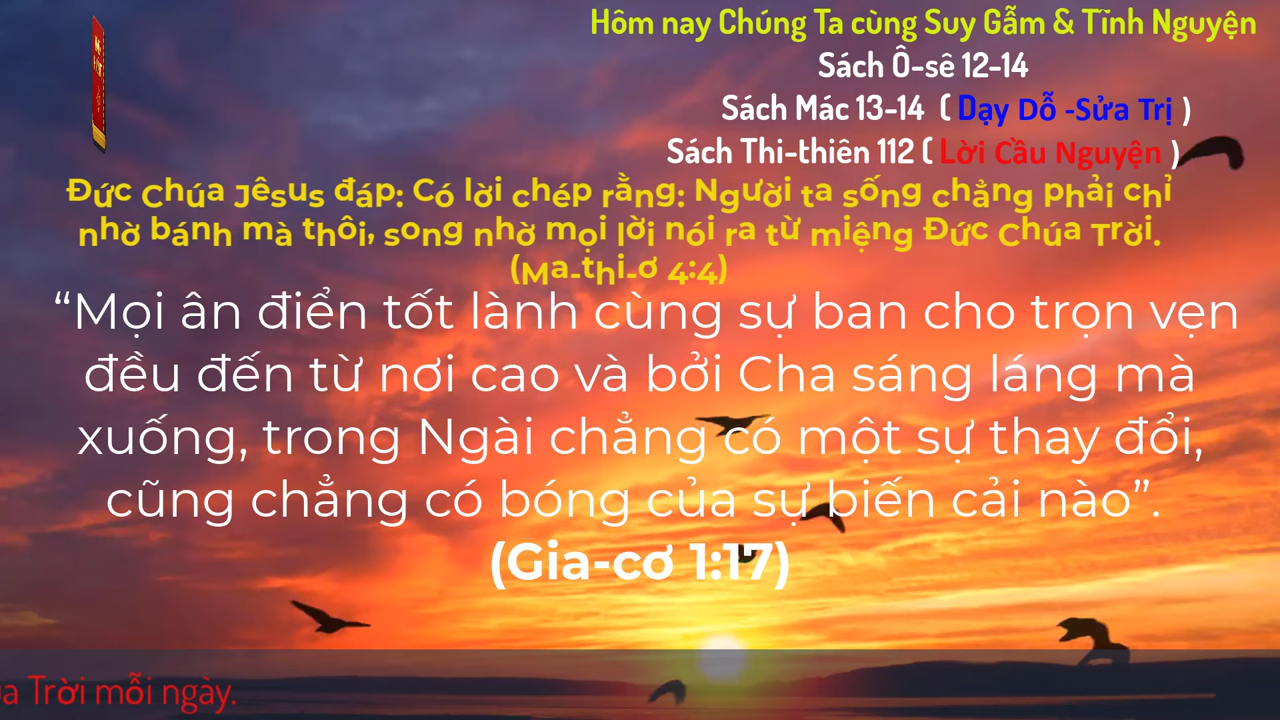 Hôm nay Chúng Ta cùng Suy Gẫm & Tĩnh Nguyện
Sách Ô-sê 12-14
Sách Mác 13-14 ( Dạy Dỗ -Sửa Trị )
Sách Thi-thiên 112 ( Lời Cầu Nguyện )
Đức Chúa Jêsus đáp: Có lời chép rằng: Người ta sống chẳng phải chỉ
nhờ bánh mà thôi, song nhờ mọi lời nói ra từ miệng Đức Chúa Trời.
(Ma-thi-ơ 4:4)
“Mọi ân điển tốt lành cùng sự ban cho trọn vẹn
đều đến từ nơi cao và bởi Cha sáng láng mà
xuống, trong Ngài chẳng có một sự thay đổi,
cũng chẳng có bóng của sự biến cải nào”.
(Gia-cơ 1:17)
Trời mỗi ngày.